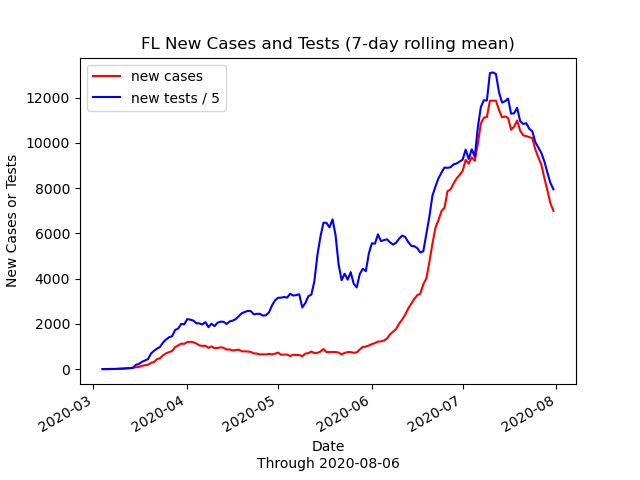 FL New Cases and Tests (7-day rolling mean)
new cases
new tests / 5
12000
10000
8000
6000
4000
2000
0
New Cases or Tests
2020-03
2020-04
2020-05
2020-06
2020-07
2020-08
Date
Through 2020-08-06